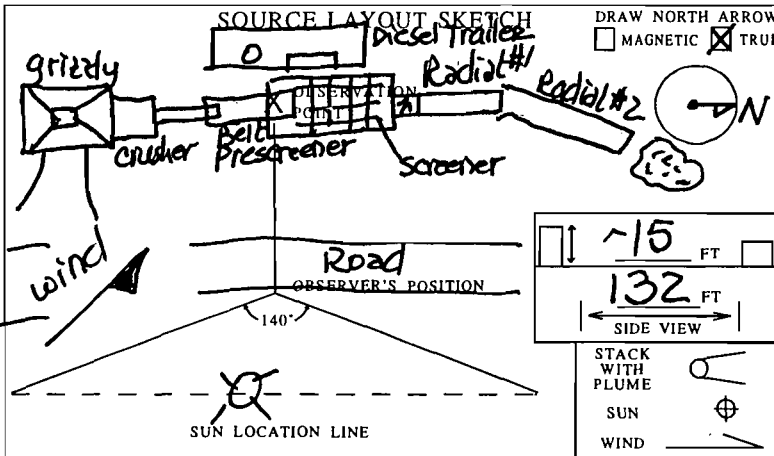 SOURCE LAYOUT SKETCH
DRAW NORTH ARROW
MAGNETIC TRUE
Diesel Trailer
grizzly
Radial #1
Radial #2
OBSERVATION
POINT
N
crusher
Belt
Prescreener
Screener
wind
Road
OBSERVER'S POSITION
~15 FT
132 FT
SIDE VIEW
140°
STACK
WITH
PLUME
SUN
WIND
SUN LOCATION LINE